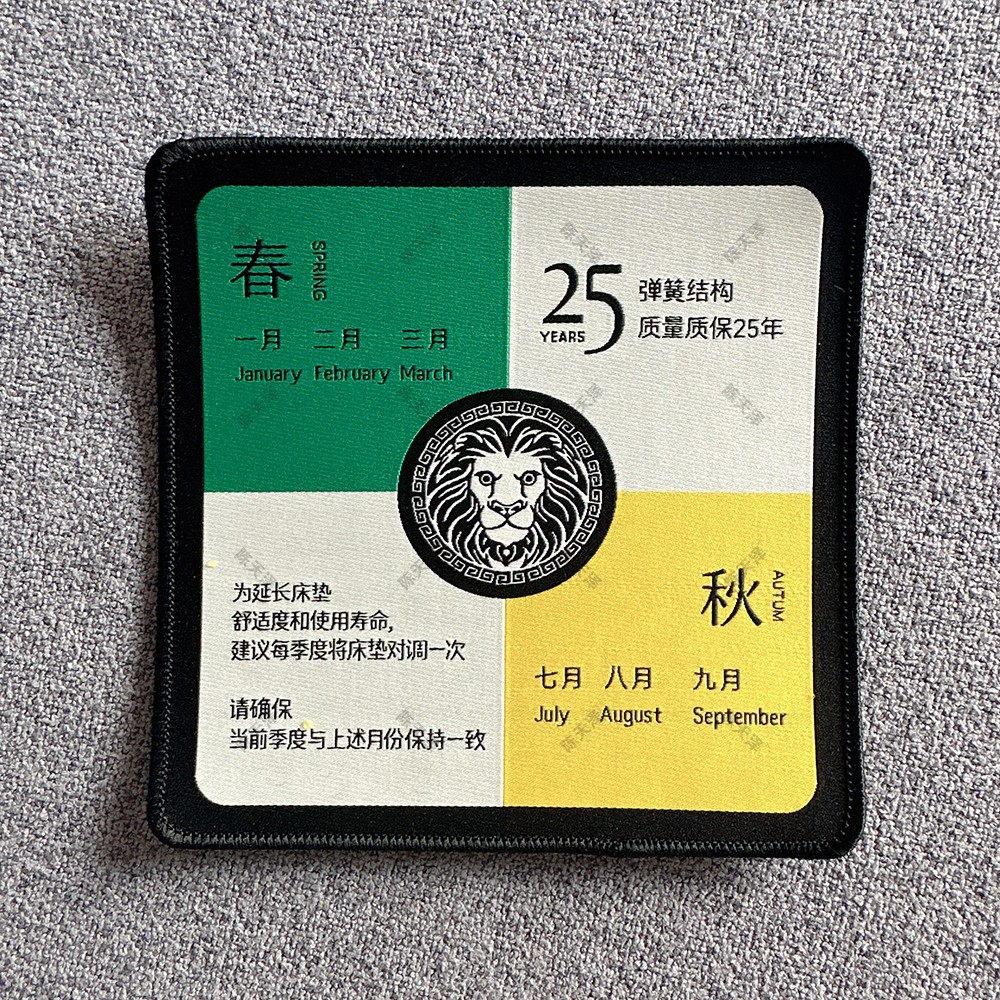 春
SPRING
一月 二月 三月
January February March
25
YEARS
弹簧结构
质量质保25年
为延长床垫
舒适度和使用寿命,
建议每季度将床垫对调一次
请确保
当前季度与上述月份保持一致
秋
AUTUM
七月 八月 九月
July August September